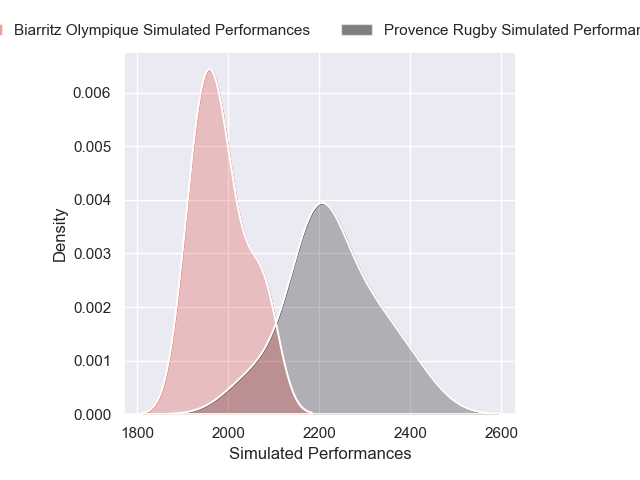 Biarritz Olympique Simulated Performances
Provence Rugby Simulated
0.006
0.005
0.004
0.003
0.002
0.001
0.000
Density
1800 2000 2200 2400 2600
Simulated Performances